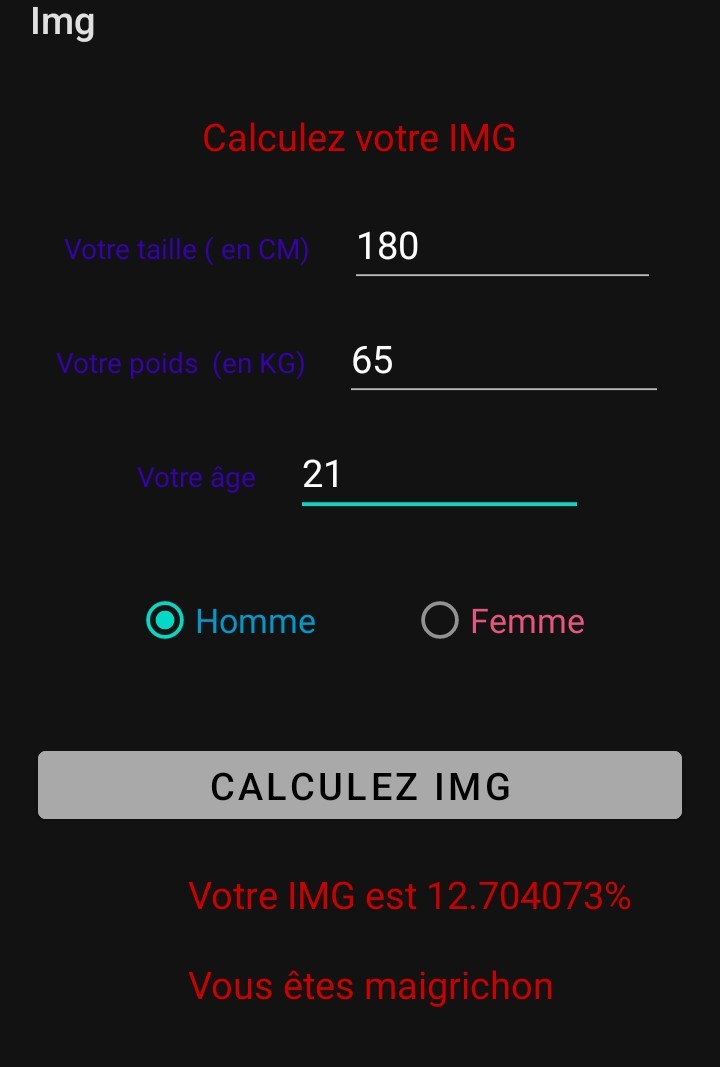 Img
Calculez votre IMG
Votre taille ( en CM) 180
Votre poids  (en KG) 65
Votre âge 21
Homme Femme
CALCULEZ IMG
Votre IMG est 12.704073%
Vous êtes maigrichon